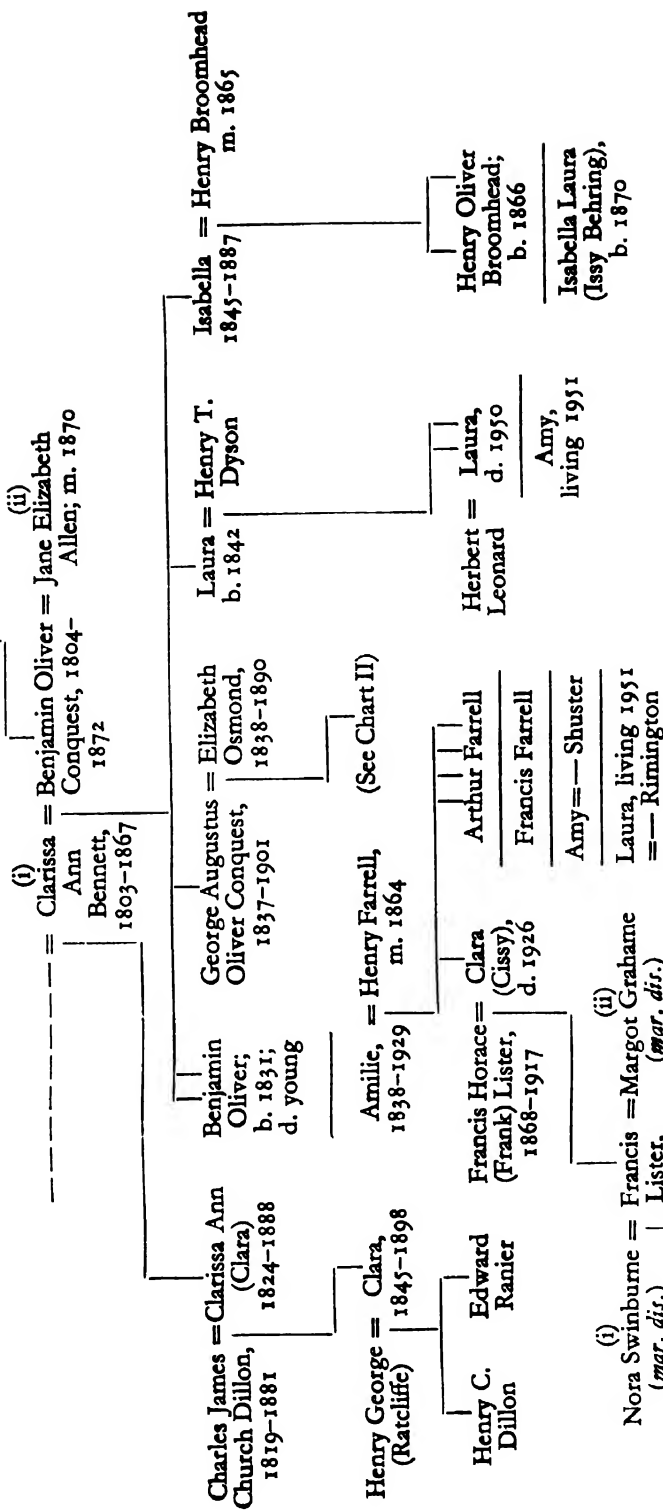 (i)
(ii)
— — — — — — — = Clarissa = Benjamin Oliver = Jane Elizabeth
Ann
Bennett,
1803–1867
Conquest, 1804–
1872
Allen; m. 1870
Charles James = Clarissa Ann
Church Dillon,
1819–1881
(Clara)
1824–1888
Benjamin
Oliver;
b. 1831;
d. young
George Augustus = Elizabeth
Oliver Conquest,
1837–1901
Osmond,
1838–1890
Laura = Henry T.
b. 1842
Dyson
Isabella = Henry Broomhead
1845–1887
m. 1865
Amilie, = Henry Farrell,
1838–1929
m. 1864
(See Chart II)
Henry George = Clara,
(Ratcliffe)
1845–1898
Francis Horace = Clara
(Frank) Lister,
1868–1917
(Cissy),
d. 1926
Arthur Farrell
Francis Farrell
Amy = — Shuster
Laura, living 1951
= — Rimington
Herbert = Laura,
Leonard
d. 1950
Amy,
living 1951
Henry Oliver
Broomhead;
b. 1866
Isabella Laura
(Issy Behring),
b. 1870
Henry C.
Dillon
Edward
Ranier
(i)
(ii)
Nora Swinburne = Francis = Margot Grahame
(mar. dis.)
Lister,
(mar. dis.)